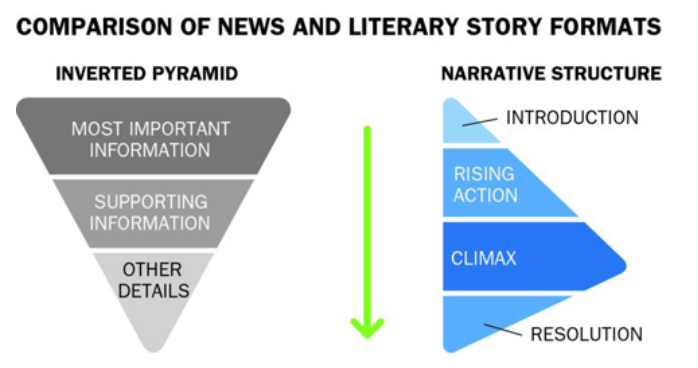 COMPARISON OF NEWS AND LITERARY STORY FORMATS
INVERTED PYRAMID
MOST IMPORTANT
INFORMATION
SUPPORTING
INFORMATION
OTHER
DETAILS
NARRATIVE STRUCTURE
INTRODUCTION
RISING
ACTION
CLIMAX
RESOLUTION